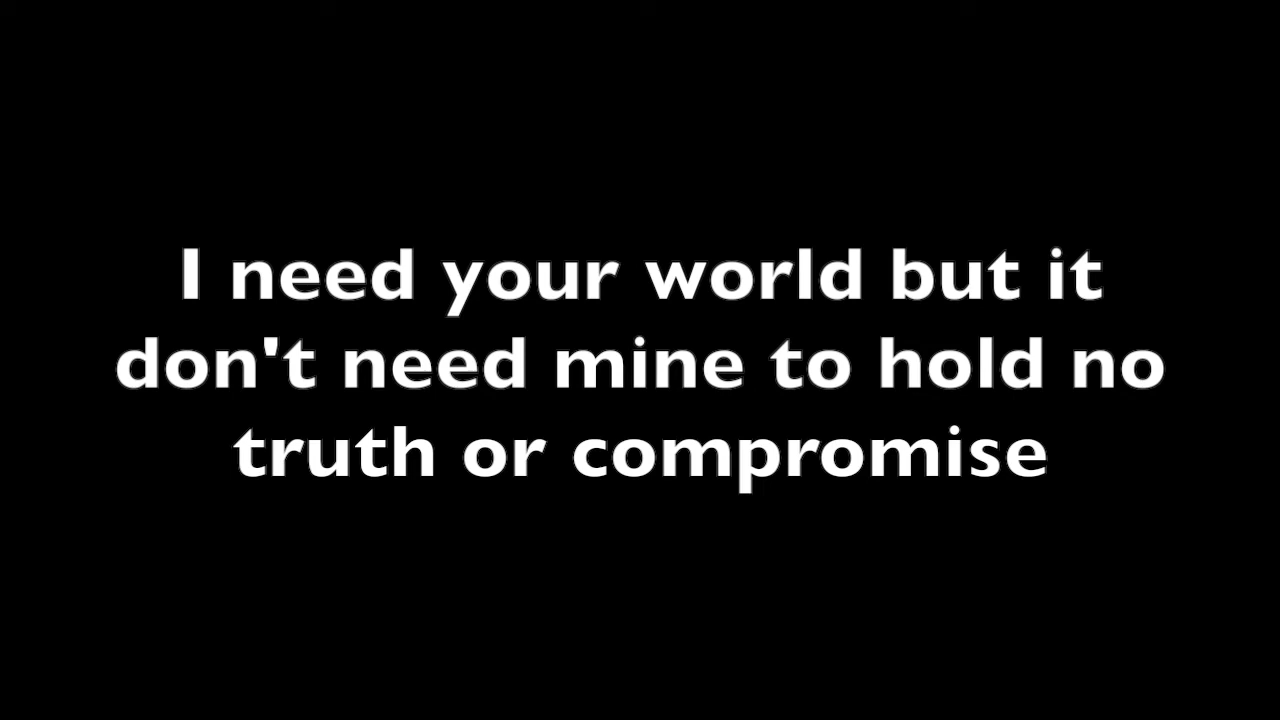 I need your world but it
don't need mine to hold no
truth or compromise